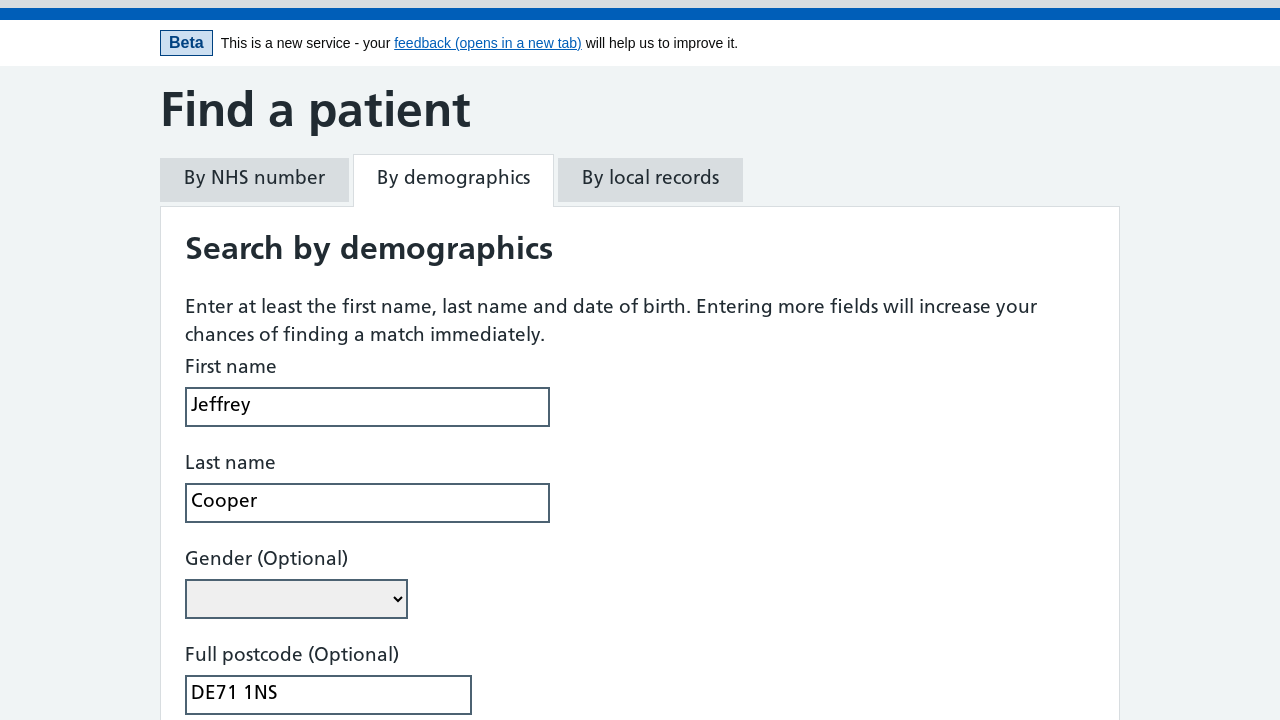 Beta This is a new service - your feedback (opens in a new tab) will help us to improve it.
Find a patient
By NHS number By demographics By local records
Search by demographics
Enter at least the first name, last name and date of birth. Entering more fields will increase your
chances of finding a match immediately.
First name
Jeffrey
Last name
Cooper
Gender (Optional)
Full postcode (Optional)
DE71 1NS